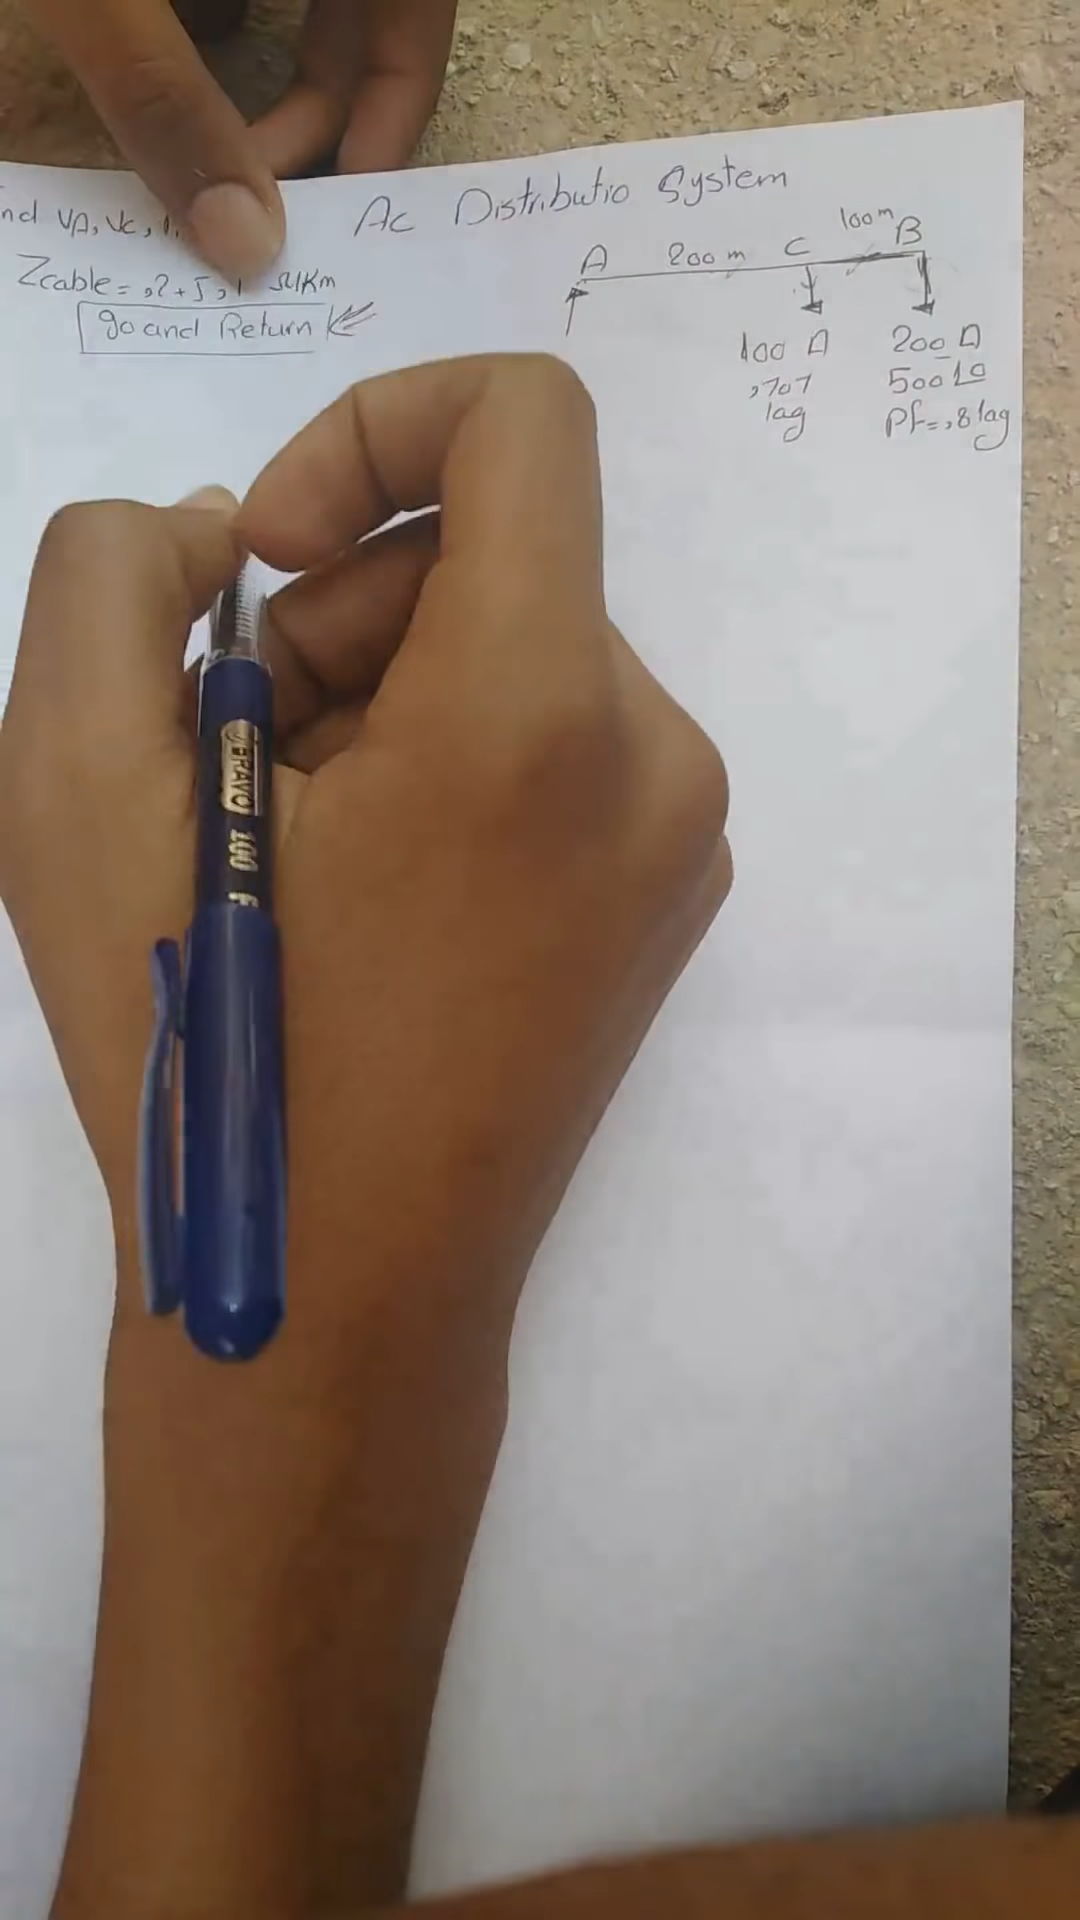 Ac Distributio System
nd VA, Vc,
Zcable = ,2 + J ,1 Ω/Km
go and Return
A 200 m C 100m B
100 A
,707
lag
200 A
500 L0
Pf = ,8 lag
BRAVO 100 F